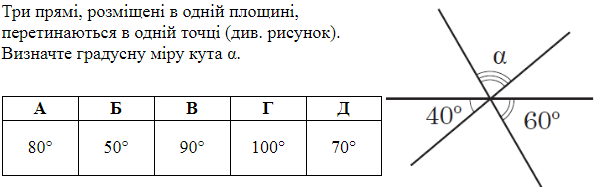 Три прямі, розміщені в одній площині,
перетинаються в одній точці (див. рисунок).
Визначте градусну міру кута α.
А Б В Г Д
80° 50° 90° 100° 70°
α
40° 60°